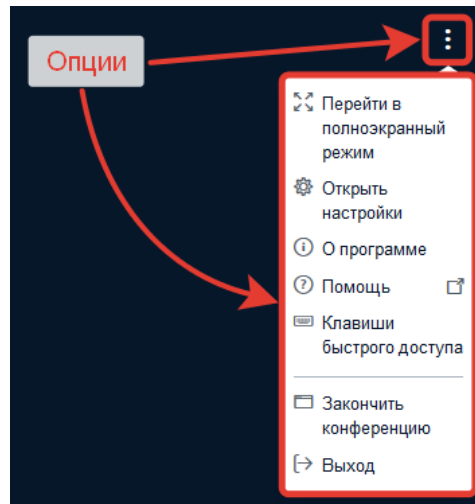 Опции
Перейти в
полноэкранный
режим
Открыть
настройки
О программе
Помощь
Клавиши
быстрого доступа
Закончить
конференцию
Выход